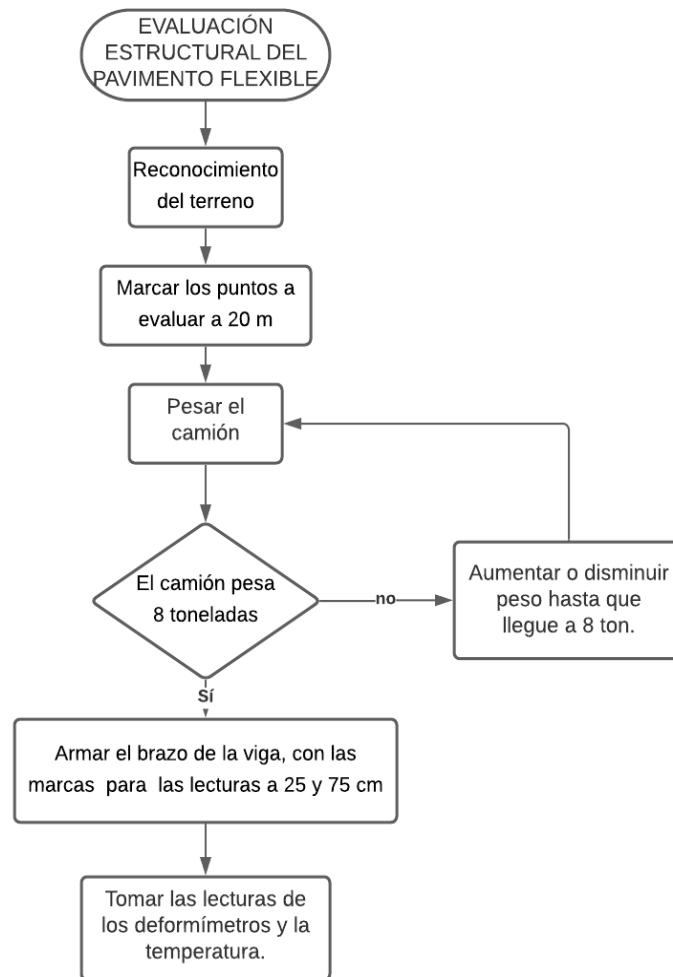 EVALUACIÓN
ESTRUCTURAL DEL
PAVIMENTO FLEXIBLE
Reconocimiento
del terreno
Marcar los puntos a
evaluar a 20 m
Pesar el
camión
El camión pesa
8 toneladas
no
Aumentar o disminuir
peso hasta que
llegue a 8 ton.
Sí
Armar el brazo de la viga, con las
marcas para las lecturas a 25 y 75 cm
Tomar las lecturas de
los deformímetros y la
temperatura.